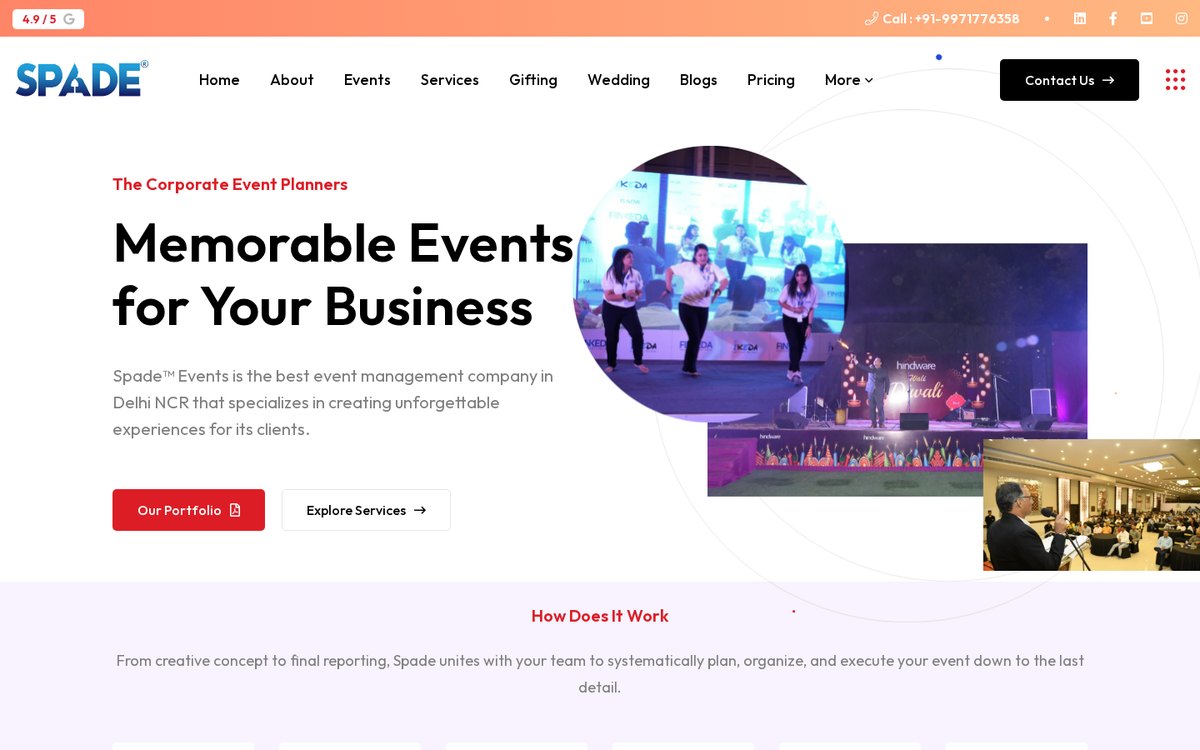 4.9 / 5
Call : +91-9971776358
SPADE®
Home About Events Services Gifting Wedding Blogs Pricing More
Contact Us
The Corporate Event Planners
Memorable Events
for Your Business
Spade™ Events is the best event management company in
Delhi NCR that specializes in creating unforgettable
experiences for its clients.
Our Portfolio
Explore Services
hindware
Wali
Diwali
hindware
hindware
hindware
How Does It Work
From creative concept to final reporting, Spade unites with your team to systematically plan, organize, and execute your event down to the last
detail.